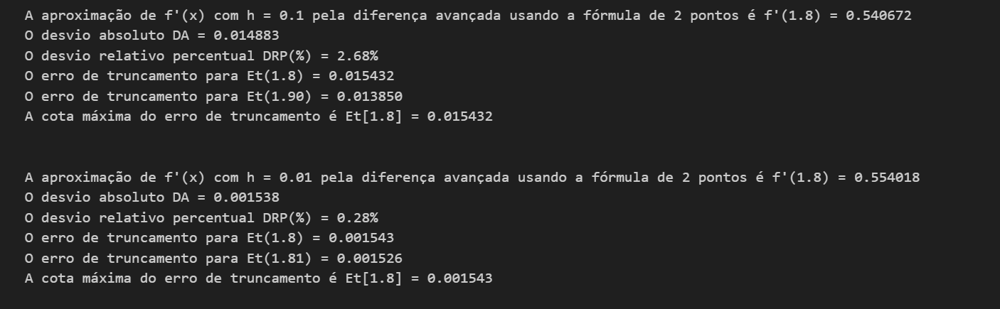 A aproximação de f'(x) com h = 0.1 pela diferença avançada usando a fórmula de 2 pontos é f'(1.8) = 0.540672
O desvio absoluto DA = 0.014883
O desvio relativo percentual DRP(%) = 2.68%
O erro de truncamento para Et(1.8) = 0.015432
O erro de truncamento para Et(1.90) = 0.013850
A cota máxima do erro de truncamento é Et[1.8] = 0.015432
A aproximação de f'(x) com h = 0.01 pela diferença avançada usando a fórmula de 2 pontos é f'(1.8) = 0.554018
O desvio absoluto DA = 0.001538
O desvio relativo percentual DRP(%) = 0.28%
O erro de truncamento para Et(1.8) = 0.001543
O erro de truncamento para Et(1.81) = 0.001526
A cota máxima do erro de truncamento é Et[1.8] = 0.001543